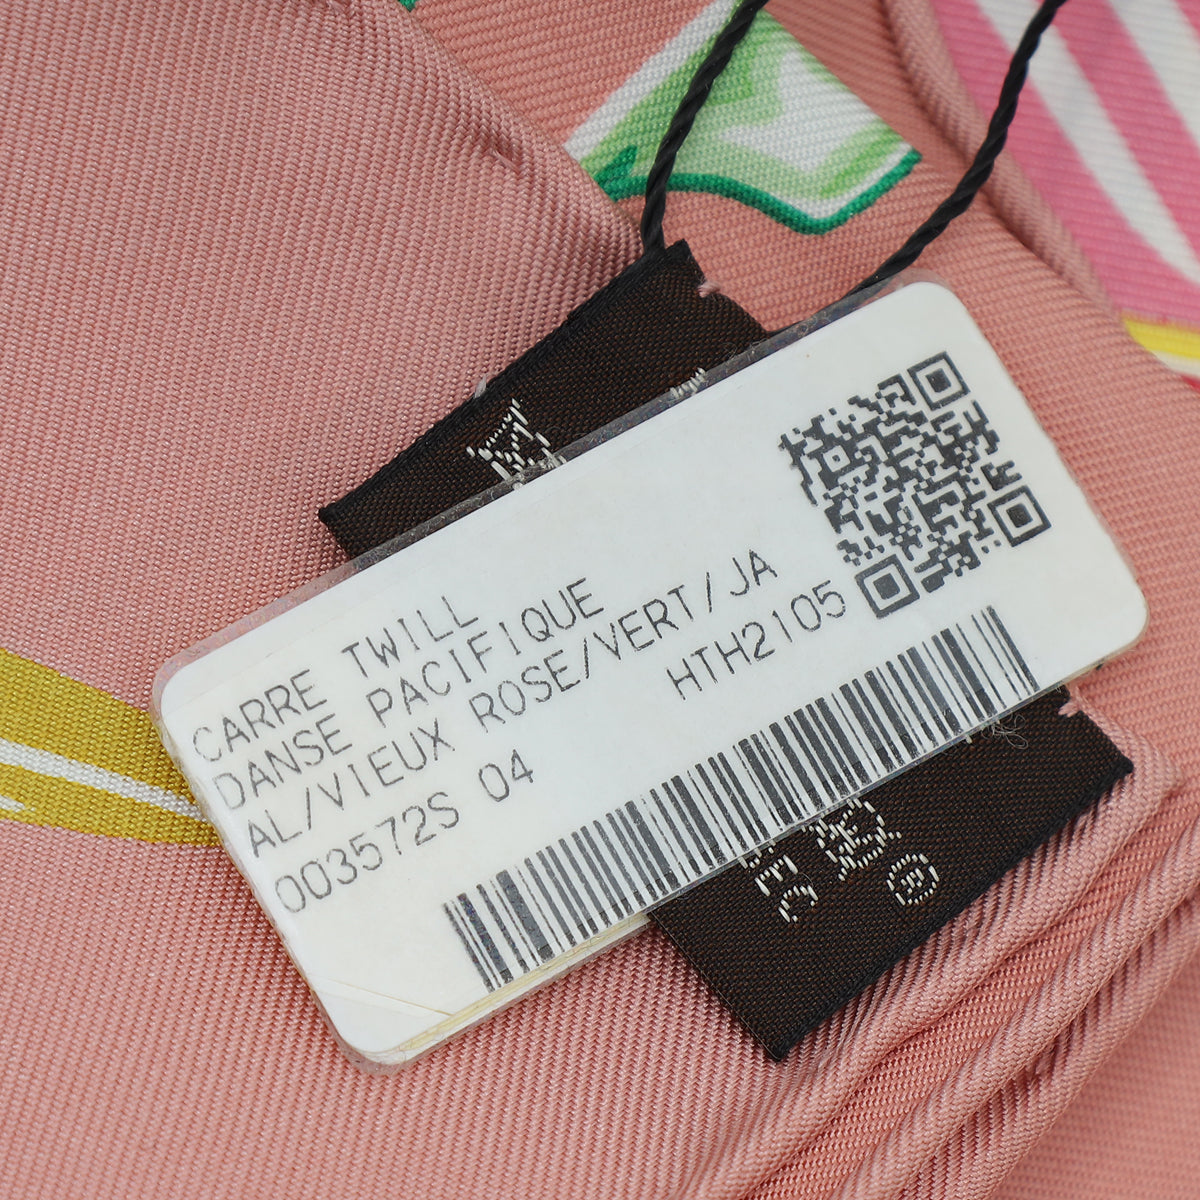 CARRE TWILL
DANSE PACIFIQUE
AL/VIEUX ROSE/VERT/JA
HTH2105
003572S 04